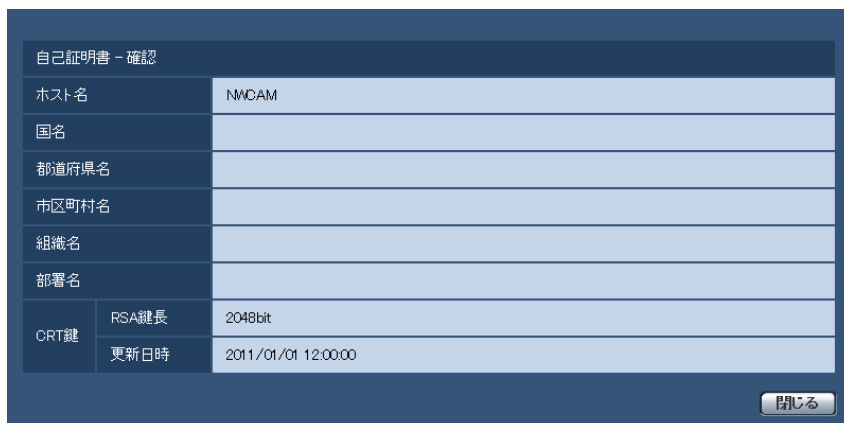 自己証明書 - 確認
ホスト名 NWCAM
国名
都道府県名
市区町村名
組織名
部署名
CRT鍵
RSA鍵長 2048bit
更新日時 2011/01/01 12:00:00
閉じる